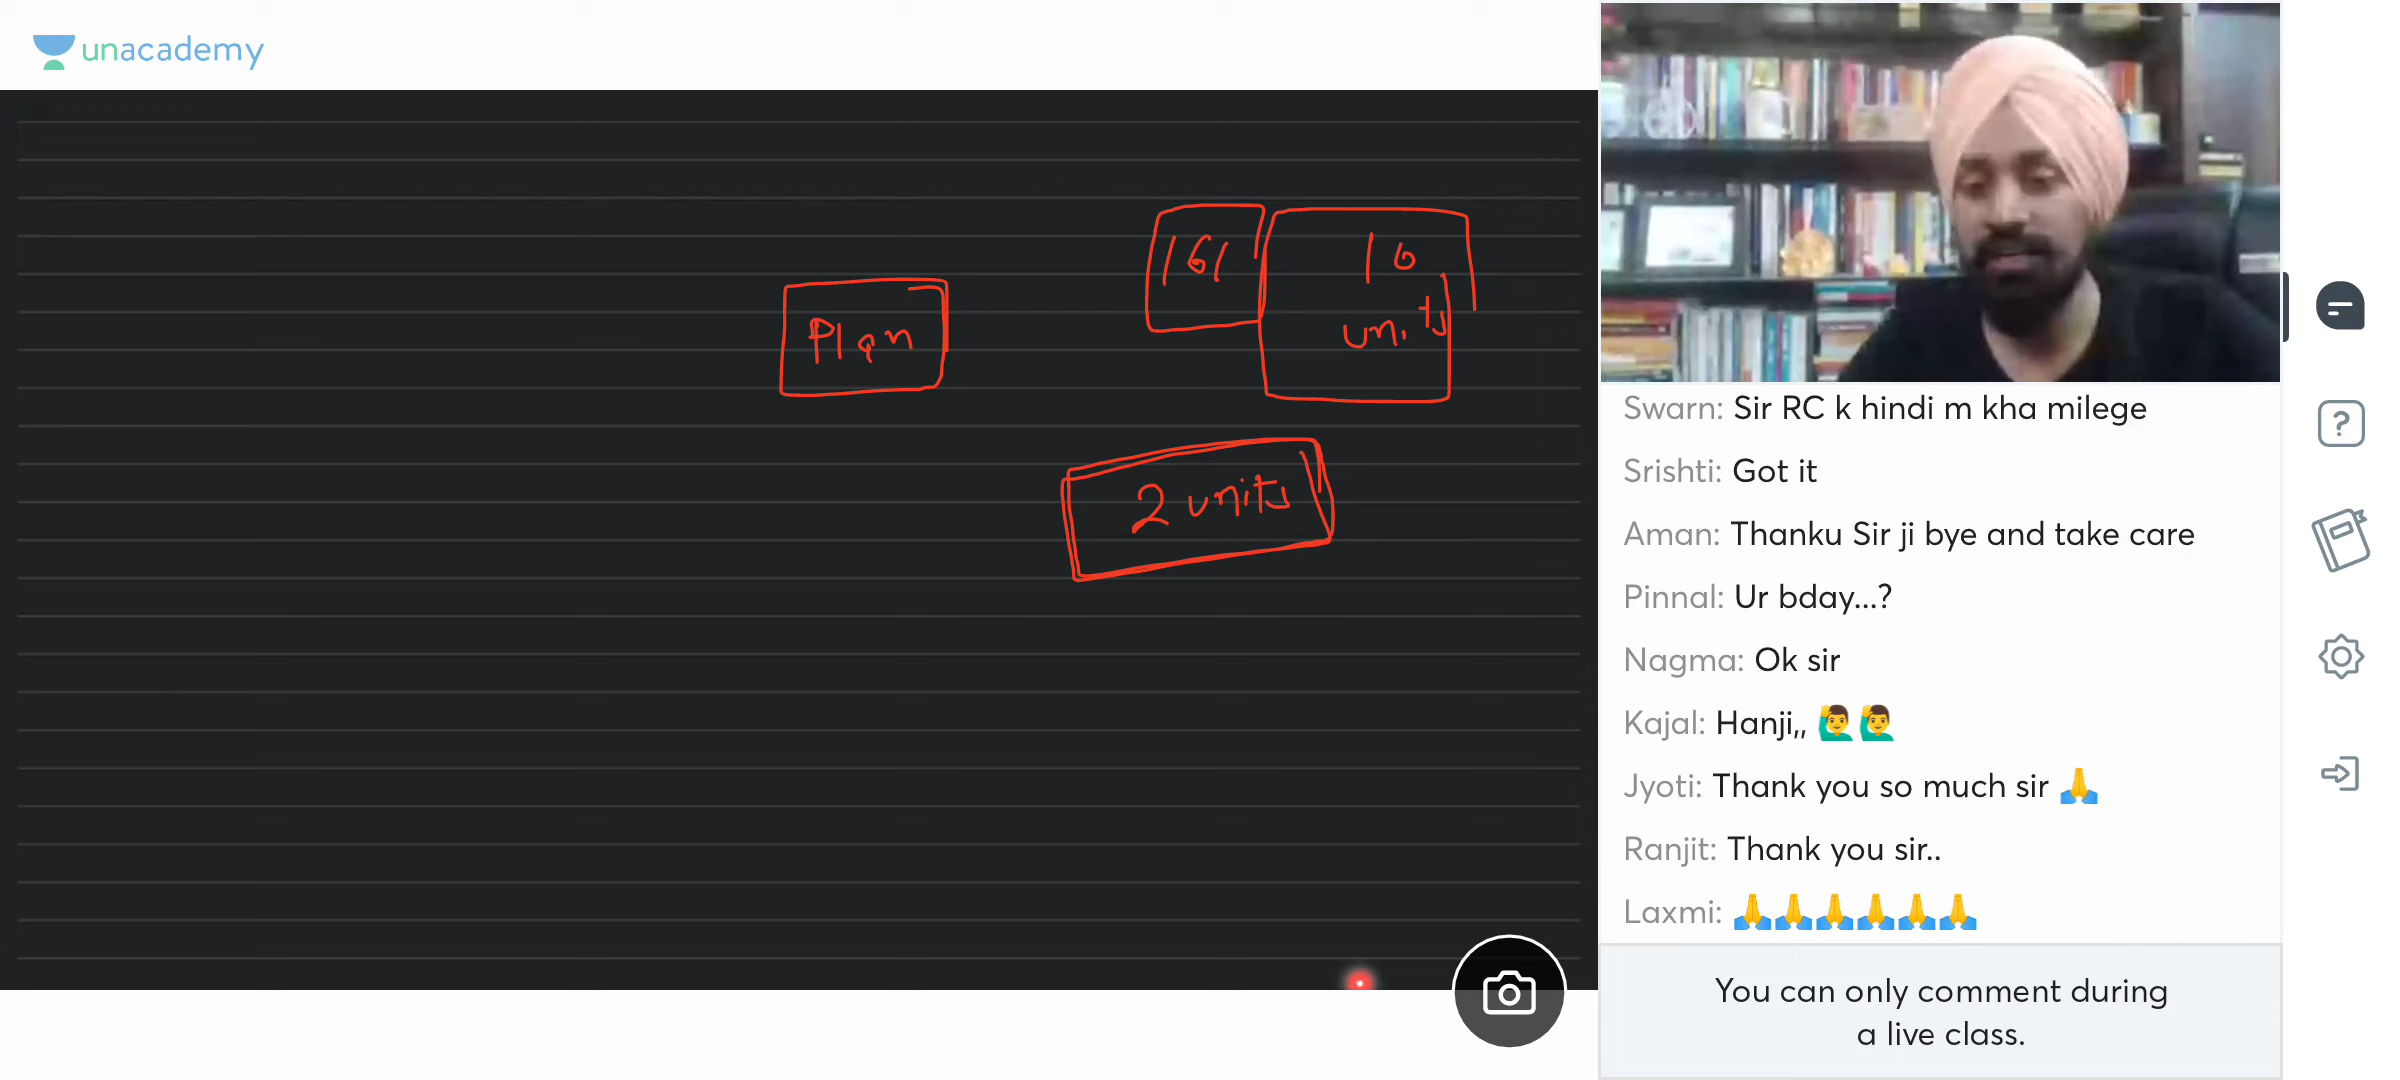 unacademy
Plan
161
10
units
2 units
Swarn: Sir RC k hindi m kha milege
Srishti: Got it
Aman: Thanku Sir ji bye and take care
Pinnal: Ur bday...?
Nagma: Ok sir
Kajal: Hanji,, 🙋‍♂️🙋‍♂️
Jyoti: Thank you so much sir 🙏
Ranjit: Thank you sir..
Laxmi: 🙏🙏🙏🙏🙏🙏
You can only comment during
a live class.